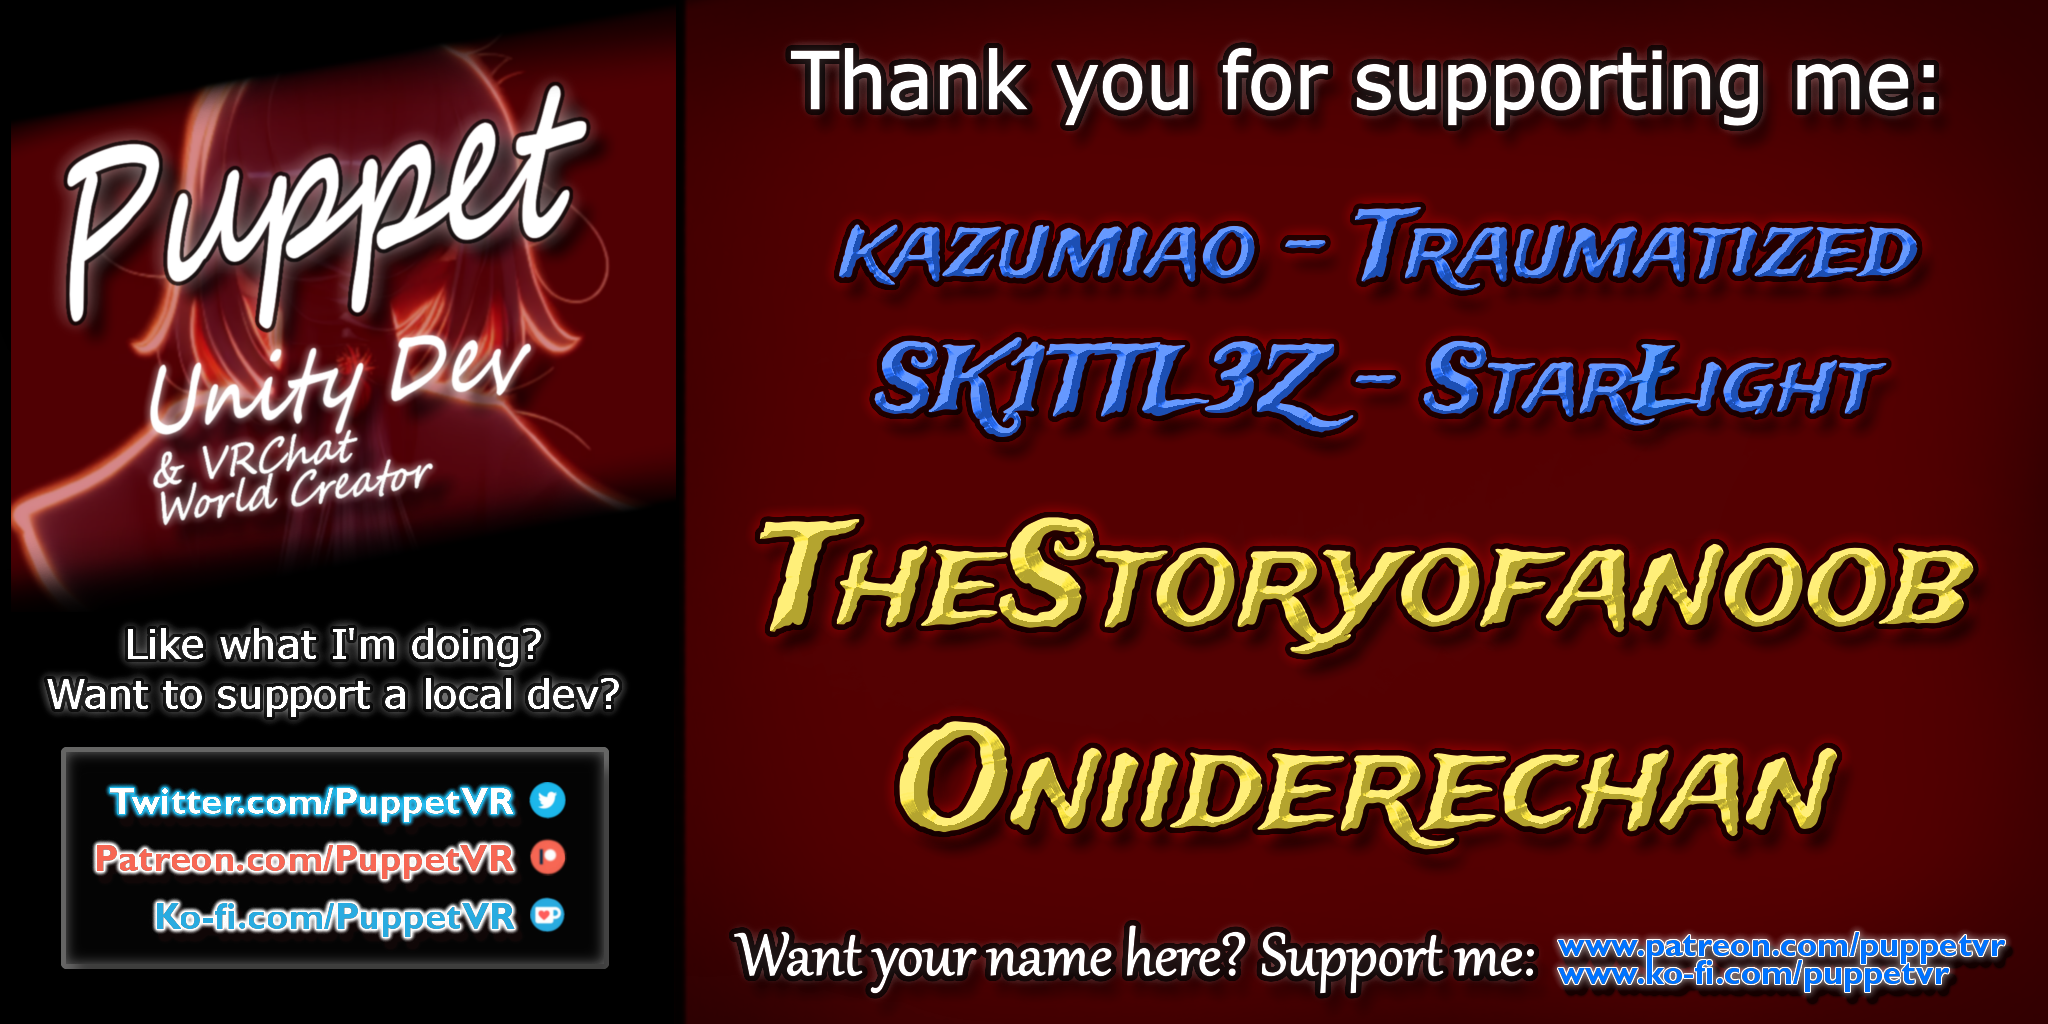 Puppet
Unity Dev
& VRChat
World Creator
Like what I'm doing?
Want to support a local dev?
Twitter.com/PuppetVR
Patreon.com/PuppetVR
Ko-fi.com/PuppetVR
Thank you for supporting me:
kazumiao - Traumatized
SK1TTL3Z - StarŁight
TheStoryofanoob
Oniiderechan
Want your name here? Support me:
www.patreon.com/puppetvr
www.ko-fi.com/puppetvr